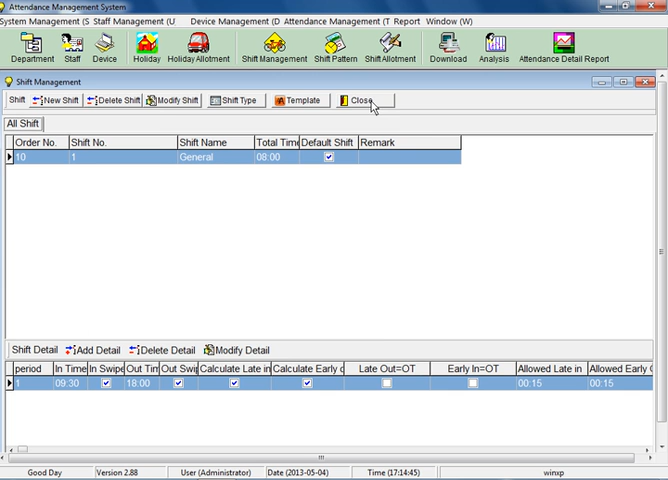 Attendance Management System
System Management (S Staff Management (U Device Management (D Attendance Management (T Report Window (W)
Department Staff Device Holiday Holiday Allotment Shift Management Shift Pattern Shift Allotment Download Analysis Attendance Detail Report
Shift Management
Shift New Shift Delete Shift Modify Shift Shift Type Template Close
All Shift
Order No. Shift No. Shift Name Total Time Default Shift Remark
10 1 General 08:00
Shift Detail Add Detail Delete Detail Modify Detail
period In Time In Swipe Out Tim Out Swip Calculate Late in Calculate Early o Late Out=OT Early In=OT Allowed Late in Allowed Early O
1 09:30 18:00 00:15 00:15
Good Day Version 2.88 User (Administrator) Date (2013-05-04) Time (17:14:45) winxp